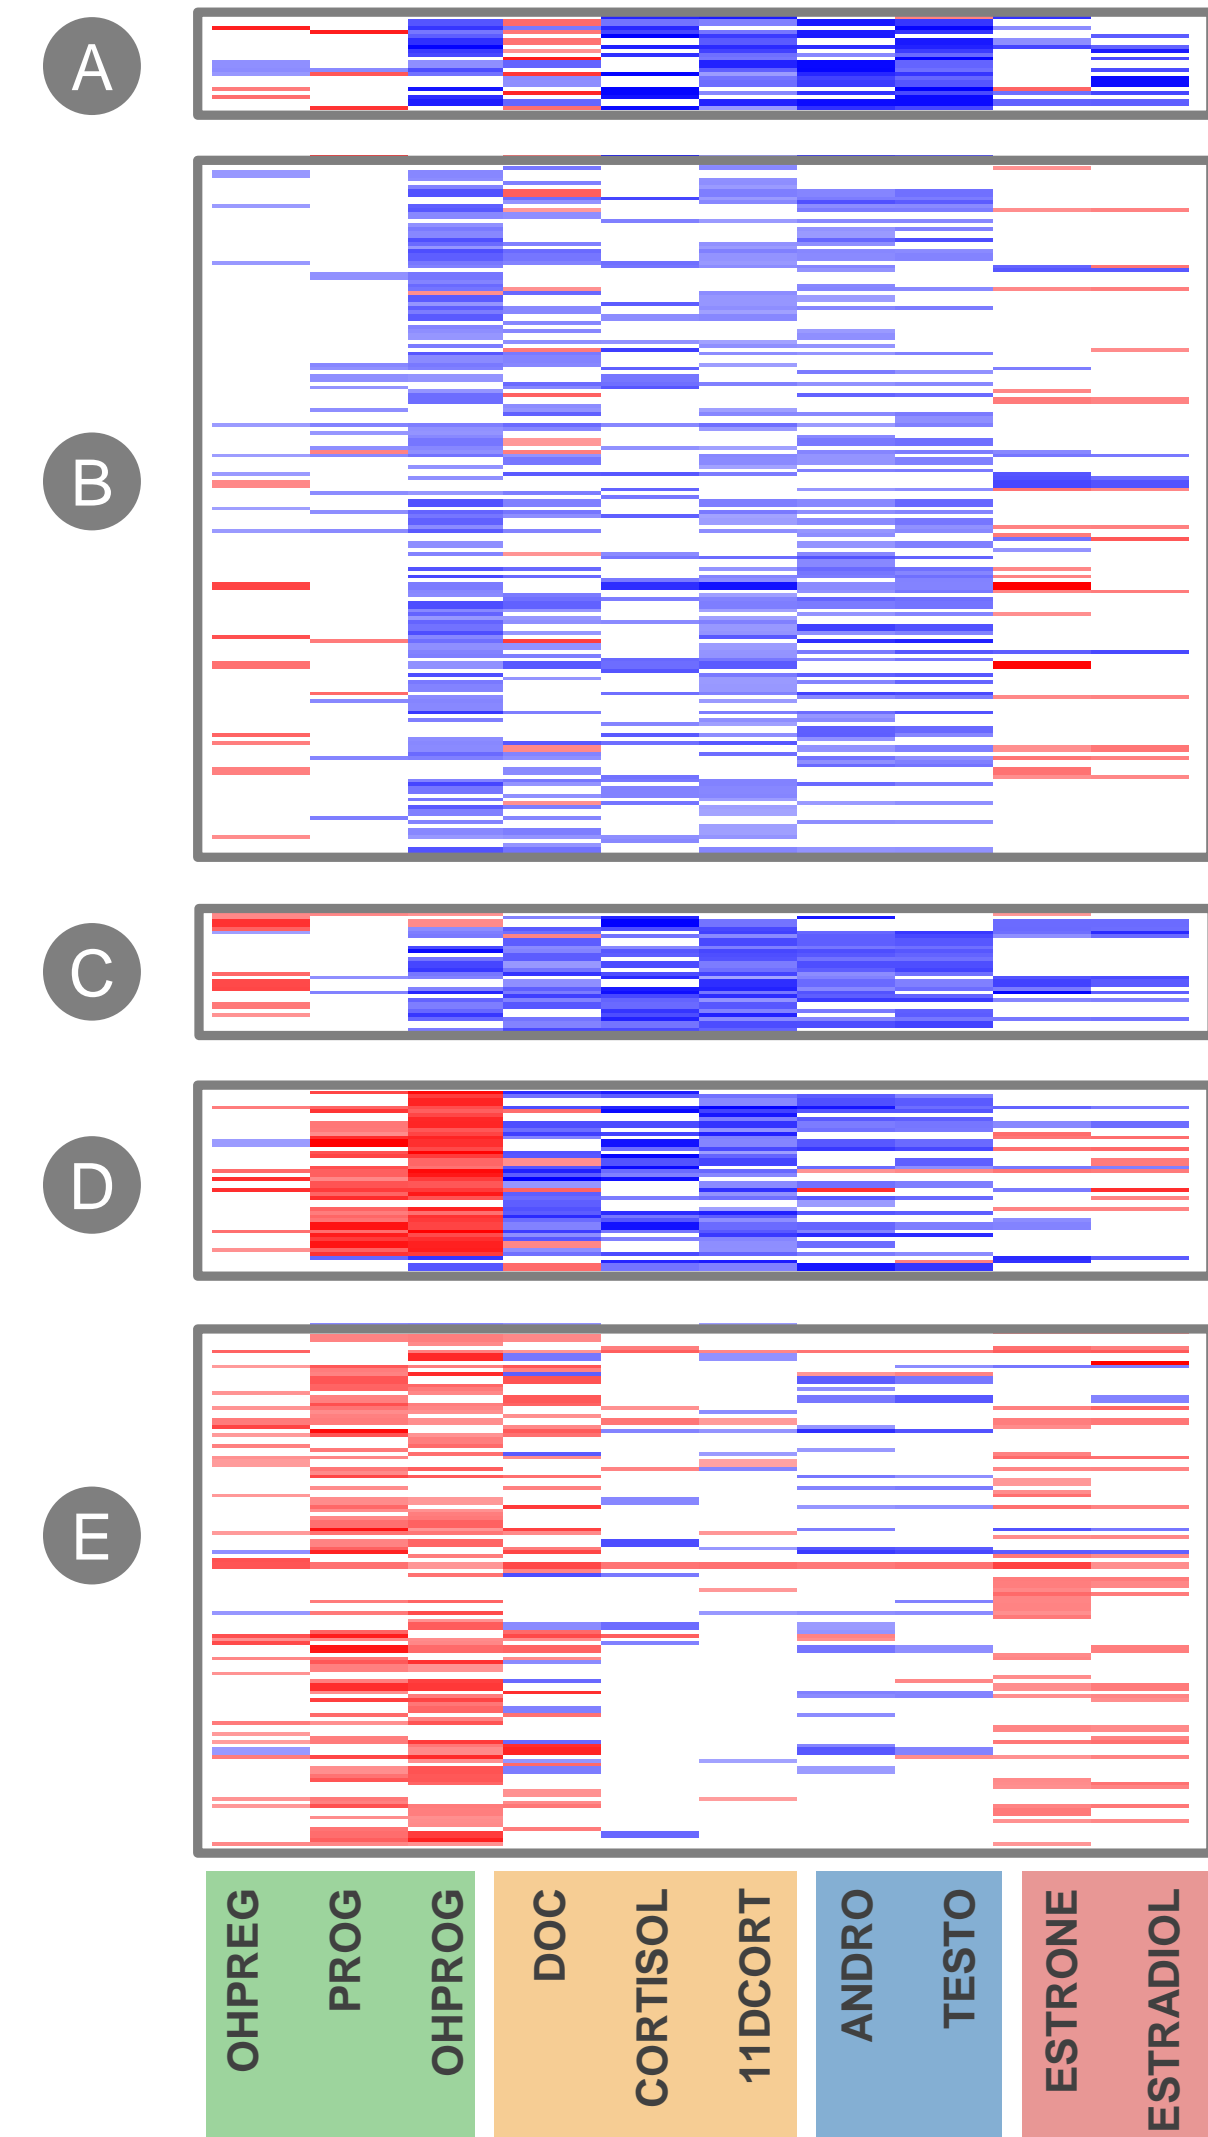 A
B
C
D
E
OHPREG
PROG
OHPROG
DOC
CORTISOL
11DCORT
ANDRO
TESTO
ESTRONE
ESTRADIOL